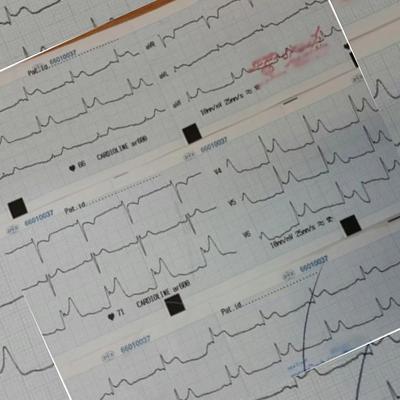 Pat.id. 66010037
aVR
aVL
aVF
10mm/mV 25mm/s
♥ 66 CARDIOLINE ar600
66010037
V4
V5
V6
66010037 Pat.id.
10mm/mV 25mm/s
♥ 71 CARDIOLINE ar600
66010037
66010037
Pat.id.